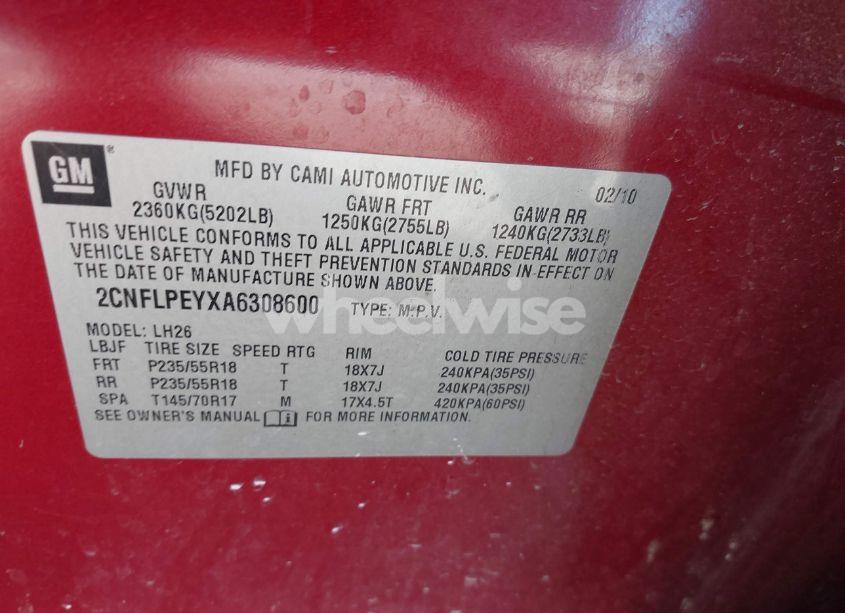 GM ®
MFD BY CAMI AUTOMOTIVE INC. 02/10
GVWR GAWR FRT GAWR RR
2360KG(5202LB) 1250KG(2755LB) 1240KG(2733LB)
THIS VEHICLE CONFORMS TO ALL APPLICABLE U.S. FEDERAL MOTOR
VEHICLE SAFETY AND THEFT PREVENTION STANDARDS IN EFFECT ON
THE DATE OF MANUFACTURE SHOWN ABOVE.
2CNFLPEYXA6308600 TYPE: M.P.V.
wheelwise
MODEL: LH26
LBJF TIRE SIZE SPEED RTG RIM COLD TIRE PRESSURE
FRT P235/55R18 T 18X7J 240KPA(35PSI)
RR P235/55R18 T 18X7J 240KPA(35PSI)
SPA T145/70R17 M 17X4.5T 420KPA(60PSI)
SEE OWNER'S MANUAL FOR MORE INFORMATION.